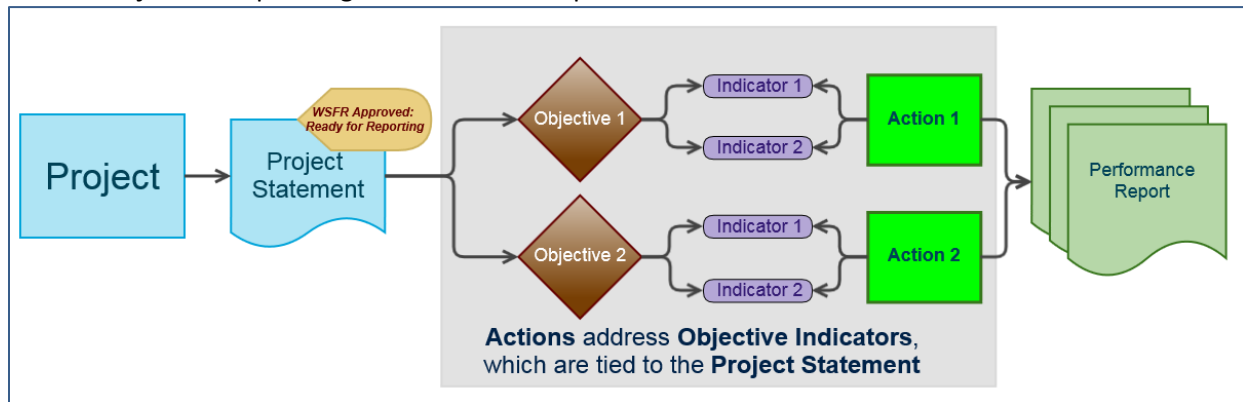 Project
WSFR Approved:
Ready for Reporting
Project
Statement
Objective 1
Indicator 1
Indicator 2
Action 1
Objective 2
Indicator 1
Indicator 2
Action 2
Performance
Report
Actions address Objective Indicators,
which are tied to the Project Statement